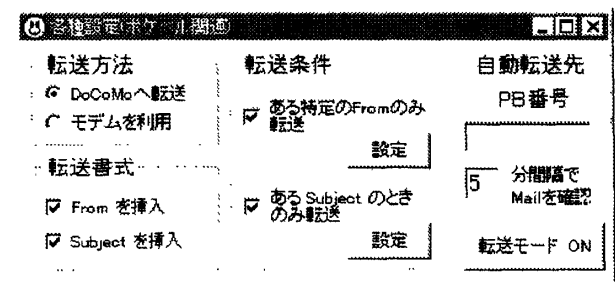 各種設定(ポケベル関連)
転送方法
DoCoMoへ転送
モデムを利用
転送書式
From を挿入
Subject を挿入
転送条件
ある特定のFromのみ
転送
設定
ある Subject のとき
のみ転送
設定
自動転送先
PB番号
5 分間隔で
Mailを確認
転送モード ON